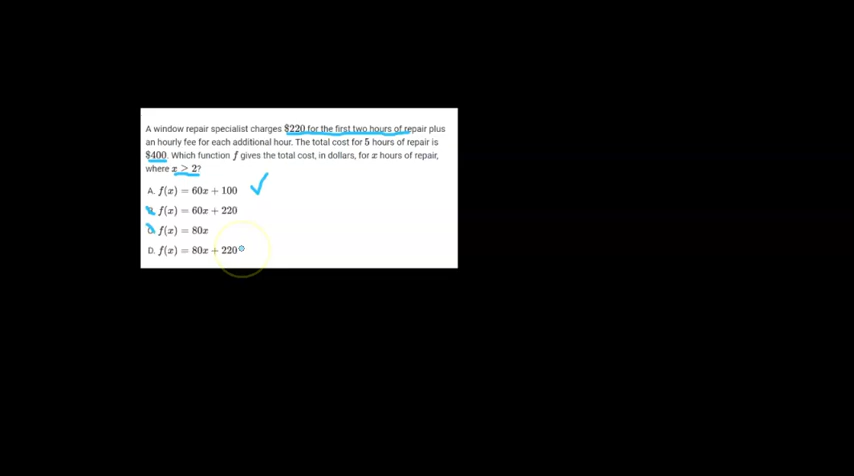 A window repair specialist charges $220 for the first two hours of repair plus
an hourly fee for each additional hour. The total cost for 5 hours of repair is
$400. Which function f gives the total cost, in dollars, for x hours of repair,
where x ≥ 2?
A. f(x) = 60x + 100
B. f(x) = 60x + 220
C. f(x) = 80x
D. f(x) = 80x + 220